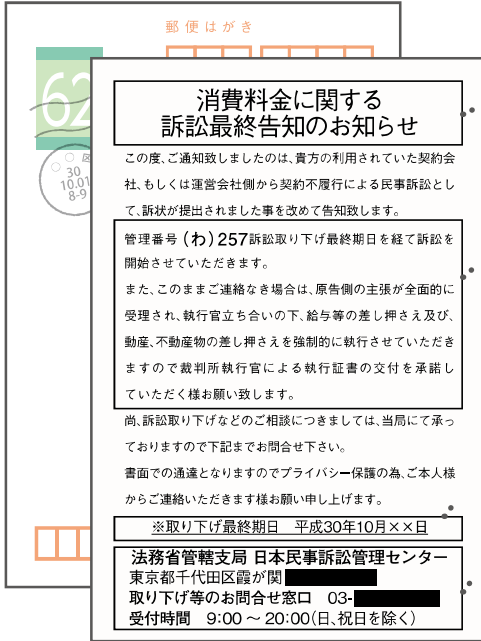 郵便はがき
62
区
30
10.01
8-9
消費料金に関する
訴訟最終告知のお知らせ
この度、ご通知致しましたのは、貴方の利用されていた契約会
社、もしくは運営会社側から契約不履行による民事訴訟とし
て、訴状が提出されました事を改めて告知致します。
管理番号（わ）257訴訟取り下げ最終期日を経て訴訟を
開始させていただきます。
また、このままご連絡なき場合は、原告側の主張が全面的に
受理され、執行官立ち合いの下、給与等の差し押さえ及び、
動産、不動産物の差し押さえを強制的に執行させていただき
ますので裁判所執行官による執行証書の交付を承諾し
ていただく様お願い致します。
尚、訴訟取り下げなどのご相談につきましては、当局にて承っ
ておりますので下記までお問合せ下さい。
書面での通達となりますのでプライバシー保護の為、ご本人様
からご連絡いただきます様お願い申し上げます。
※取り下げ最終期日　平成30年10月××日
法務省管轄支局 日本民事訴訟管理センター
東京都千代田区霞が関
取り下げ等のお問合せ窓口　03-
受付時間　9:00 ～ 20:00(日、祝日を除く)